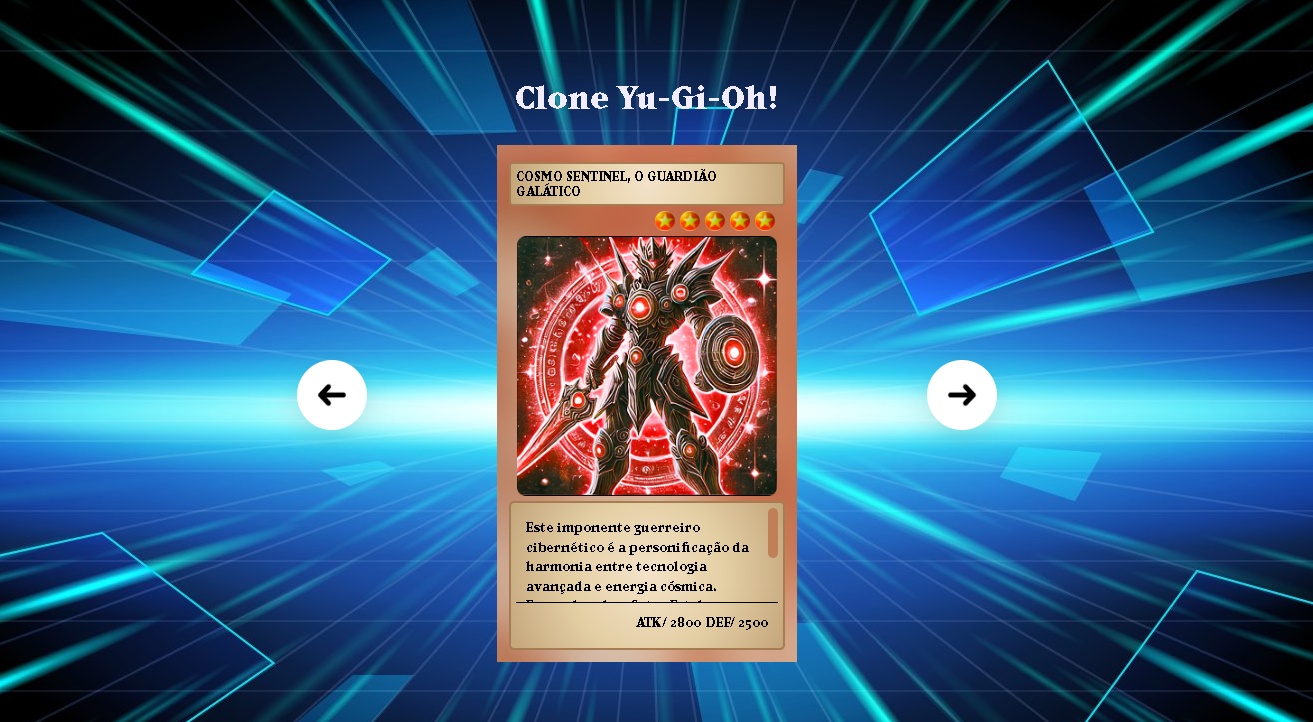 Clone Yu-Gi-Oh!
COSMO SENTINEL, O GUARDIÃO
GALÁTICO
Este imponente guerreiro
cibernético é a personificação da
harmonia entre tecnologia
avançada e energia cósmica.
ATK/ 2800 DEF/ 2500